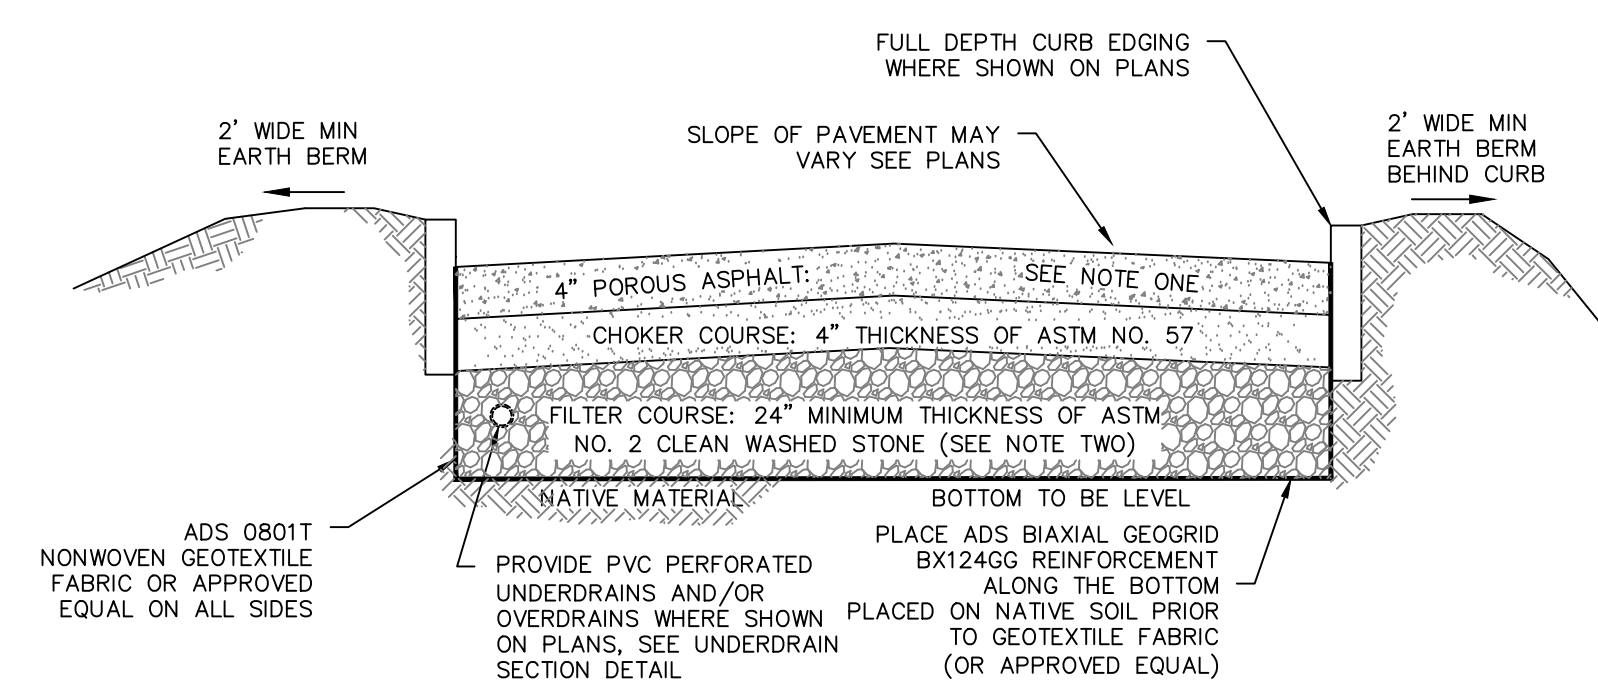 FULL DEPTH CURB EDGING
WHERE SHOWN ON PLANS
2' WIDE MIN
EARTH BERM
SLOPE OF PAVEMENT MAY
VARY SEE PLANS
2' WIDE MIN
EARTH BERM
BEHIND CURB
4" POROUS ASPHALT: SEE NOTE ONE
CHOKER COURSE: 4" THICKNESS OF ASTM NO. 57
FILTER COURSE: 24" MINIMUM THICKNESS OF ASTM
NO. 2 CLEAN WASHED STONE (SEE NOTE TWO)
NATIVE MATERIAL
BOTTOM TO BE LEVEL
ADS 0801T
NONWOVEN GEOTEXTILE
FABRIC OR APPROVED
EQUAL ON ALL SIDES
PROVIDE PVC PERFORATED
UNDERDRAINS AND/OR
OVERDRAINS WHERE SHOWN
ON PLANS, SEE UNDERDRAIN
SECTION DETAIL
PLACE ADS BIAXIAL GEOGRID
BX124GG REINFORCEMENT
ALONG THE BOTTOM
PLACED ON NATIVE SOIL PRIOR
TO GEOTEXTILE FABRIC
(OR APPROVED EQUAL)